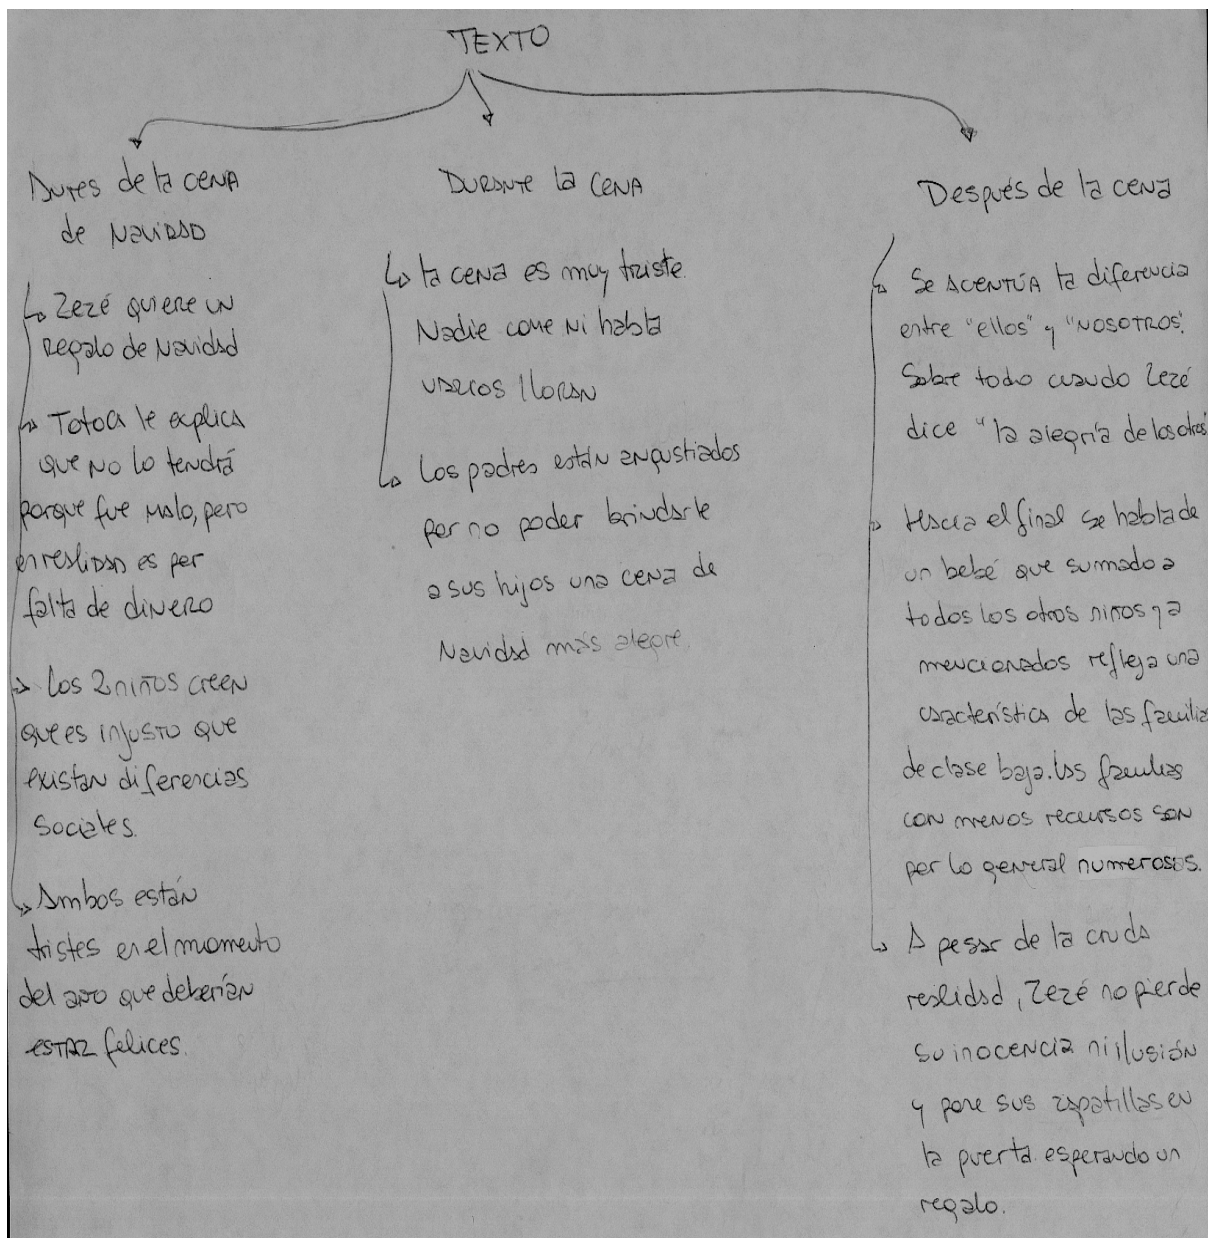 TEXTO
Antes de la cena
de Navidad
Zezé quiere un
regalo de Navidad
Totoca le explica
que no lo tendrá
porque fue malo, pero
en realidad es por
falta de dinero
Los 2 niños creen
que es injusto que
existan diferencias
sociales.
Ambos están
tristes en el momento
del año que deberían
estar felices.
Durante la cena
la cena es muy triste.
Nadie come ni habla
varios lloran
Los padres están angustiados
por no poder brindarle
a sus hijos una cena de
Navidad más alegre.
Después de la cena
Se acentúa la diferencia
entre "ellos" y "nosotros".
Sobre todo cuando Zezé
dice "la alegría de los otros"
Hacia el final se habla de
un bebé que sumado a
todos los otros niños ya
mencionados refleja una
característica de las familia
de clase baja. Las familias
con menos recursos son
por lo general numerosas.
A pesar de la cruda
realidad, Zezé no pierde
su inocencia ni ilusión
y pone sus zapatillas en
la puerta esperando un
regalo.